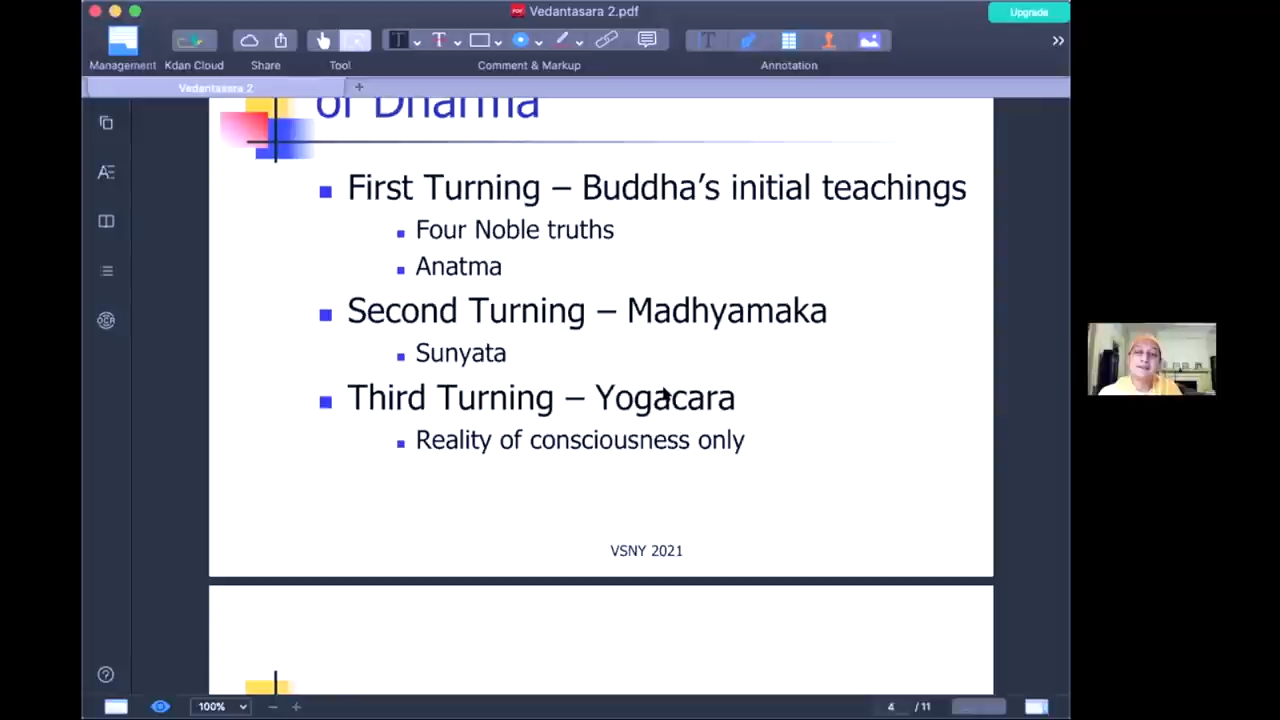 Vedantasara 2.pdf
Upgrade
Management Kdan Cloud Share Tool Comment & Markup Annotation
Vedantasara 2
of Dharma
First Turning – Buddha's initial teachings
Four Noble truths
Anatma
Second Turning – Madhyamaka
Sunyata
Third Turning – Yogacara
Reality of consciousness only
VSNY 2021
100% 4 / 11